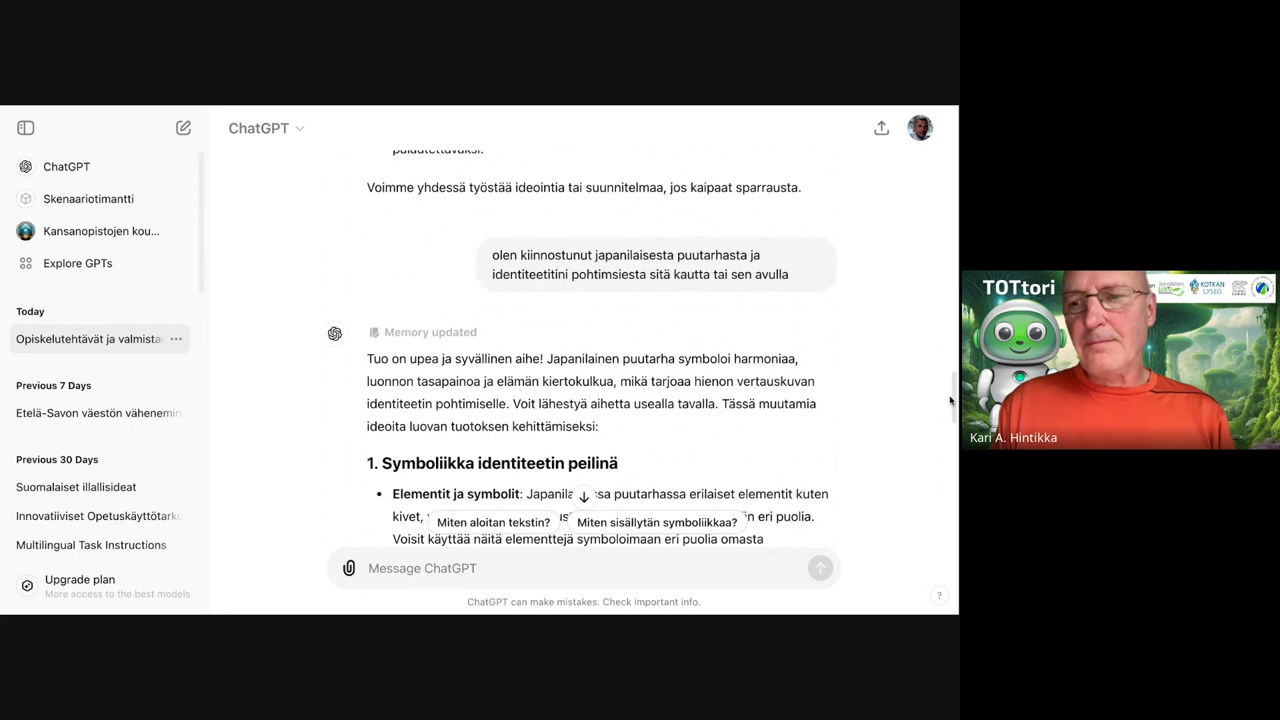 ChatGPT
ChatGPT
Skenaariotimantti
Kansanopistojen kou...
Explore GPTs
Today
Opiskelutehtävät ja valmista
Previous 7 Days
Etelä-Savon väestön vähenemin
Previous 30 Days
Suomalaiset illallisideat
Innovatiiviset Opetuskäyttötarko
Multilingual Task Instructions
Upgrade plan
More access to the best models
palautettavaksi.
Voimme yhdessä työstää ideointia tai suunnitelmaa, jos kaipaat sparrausta.
olen kiinnostunut japanilaisesta puutarhasta ja
identiteetitini pohtimsiesta sitä kautta tai sen avulla
Memory updated
Tuo on upea ja syvällinen aihe! Japanilainen puutarha symboloi harmoniaa,
luonnon tasapainoa ja elämän kiertokulkua, mikä tarjoaa hienon vertauskuvan
identiteetin pohtimiselle. Voit lähestyä aihetta usealla tavalla. Tässä muutamia
ideoita luovan tuotoksen kehittämiseksi:
1. Symboliikka identiteetin peilinä
• Elementit ja symbolit: Japanila ssa puutarhassa erilaiset elementit kuten
kivet, eri puolia.
Miten aloitan tekstin? Miten sisällytän symboliikkaa?
Voisit käyttää näitä elementtejä symboloimaan eri puolia omasta
Message ChatGPT
ChatGPT can make mistakes. Check important info.
?
TOTtori
KOTKAN
LYSEO
Kari A. Hintikka